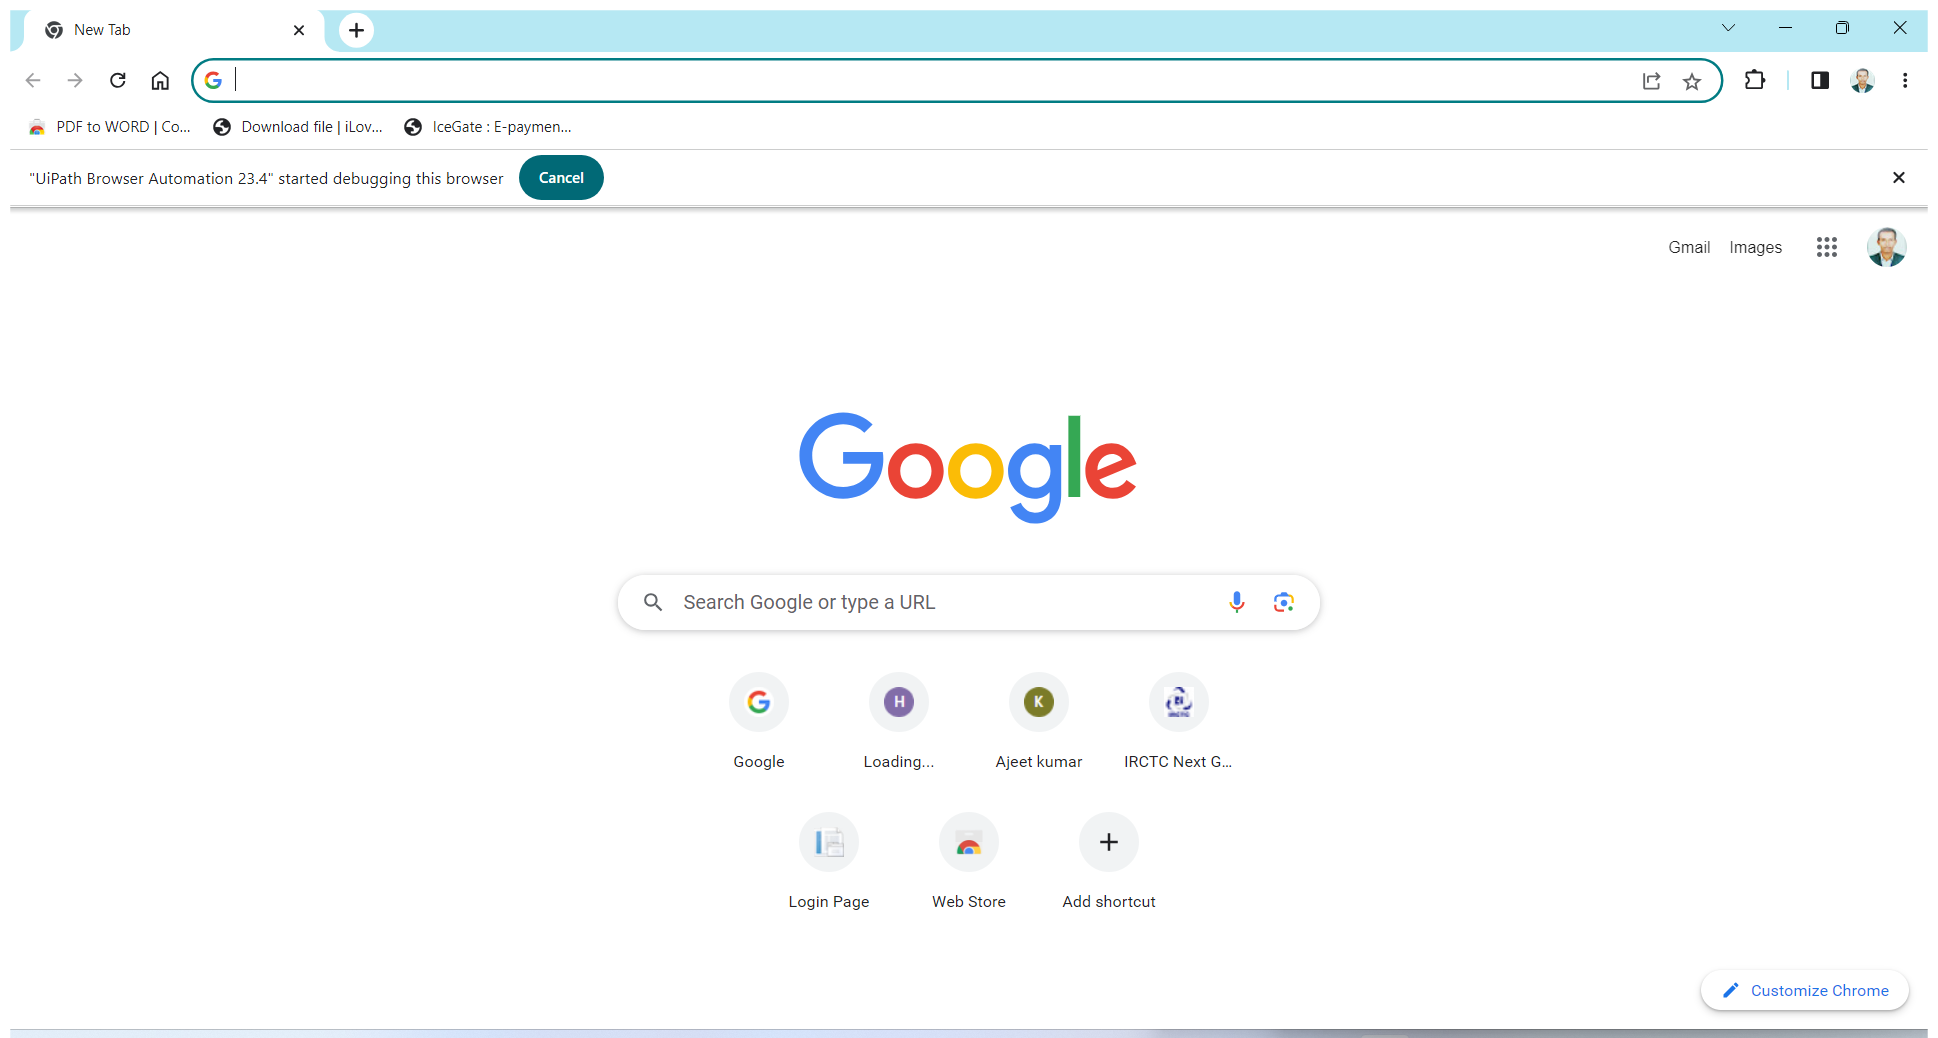 New Tab
PDF to WORD | Co...
Download file | iLov...
IceGate : E-paymen...
"UiPath Browser Automation 23.4" started debugging this browser
Cancel
Gmail
Images
Google
Search Google or type a URL
H
K
Google
Loading...
Ajeet kumar
IRCTC Next G...
Login Page
Web Store
Add shortcut
Customize Chrome